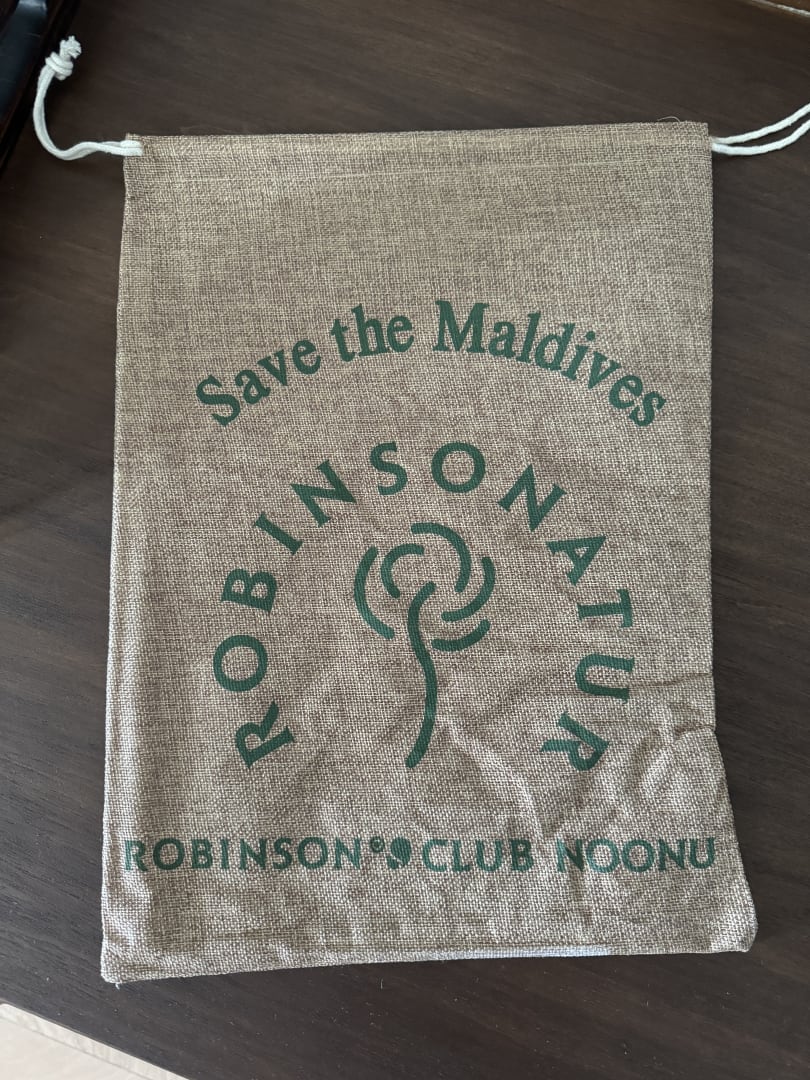 Save the Maldives
ROBINSONATUR
ROBINSON® CLUB NOONU